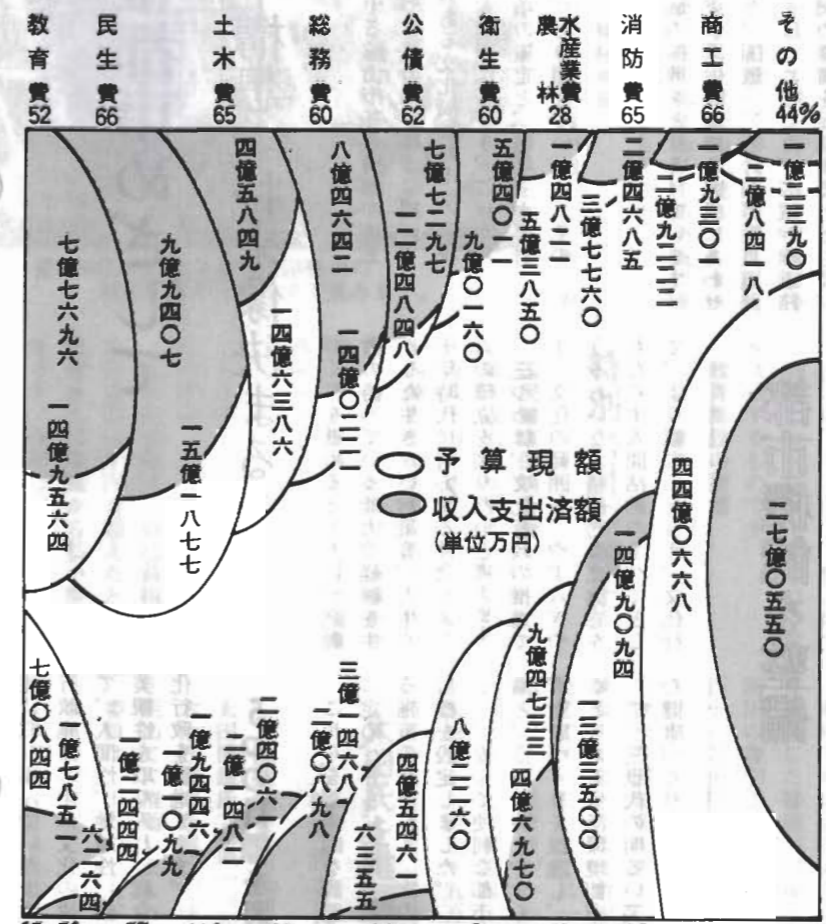 教育費52
民生費66
土木費65
総務費60
公債費62
衛生費60
農林水産業費28
消防費65
商工費66
その他44%
七億七六九六
一四億九五六四
九億九四〇七
一五億一八七七
四億五八四九
一四億六三八六
八億四六四二
一四億〇二二一
七億七二九七
一二億四八四八
五億四〇一一
九億〇一六〇
五億三八五〇
一億四八二一
三億七七六〇
二億四六八五
二億九二三二
一億九三〇一
二億八四一八
一億二三九〇
予算現額
収入支出済額
(単位万円)
七億〇八四四
一億七八五一
六二六四
一億二四四四
一億〇〇九九
一億九四四六
一億一四八二
二億四〇六一
二億〇八九八
三億一四六八
六三五五
四億五四六一
八億二二六〇
四億六九七〇
九億四七三三
一三億三五〇〇
一四億九〇九四
四四億〇六六八
二七億〇五五〇